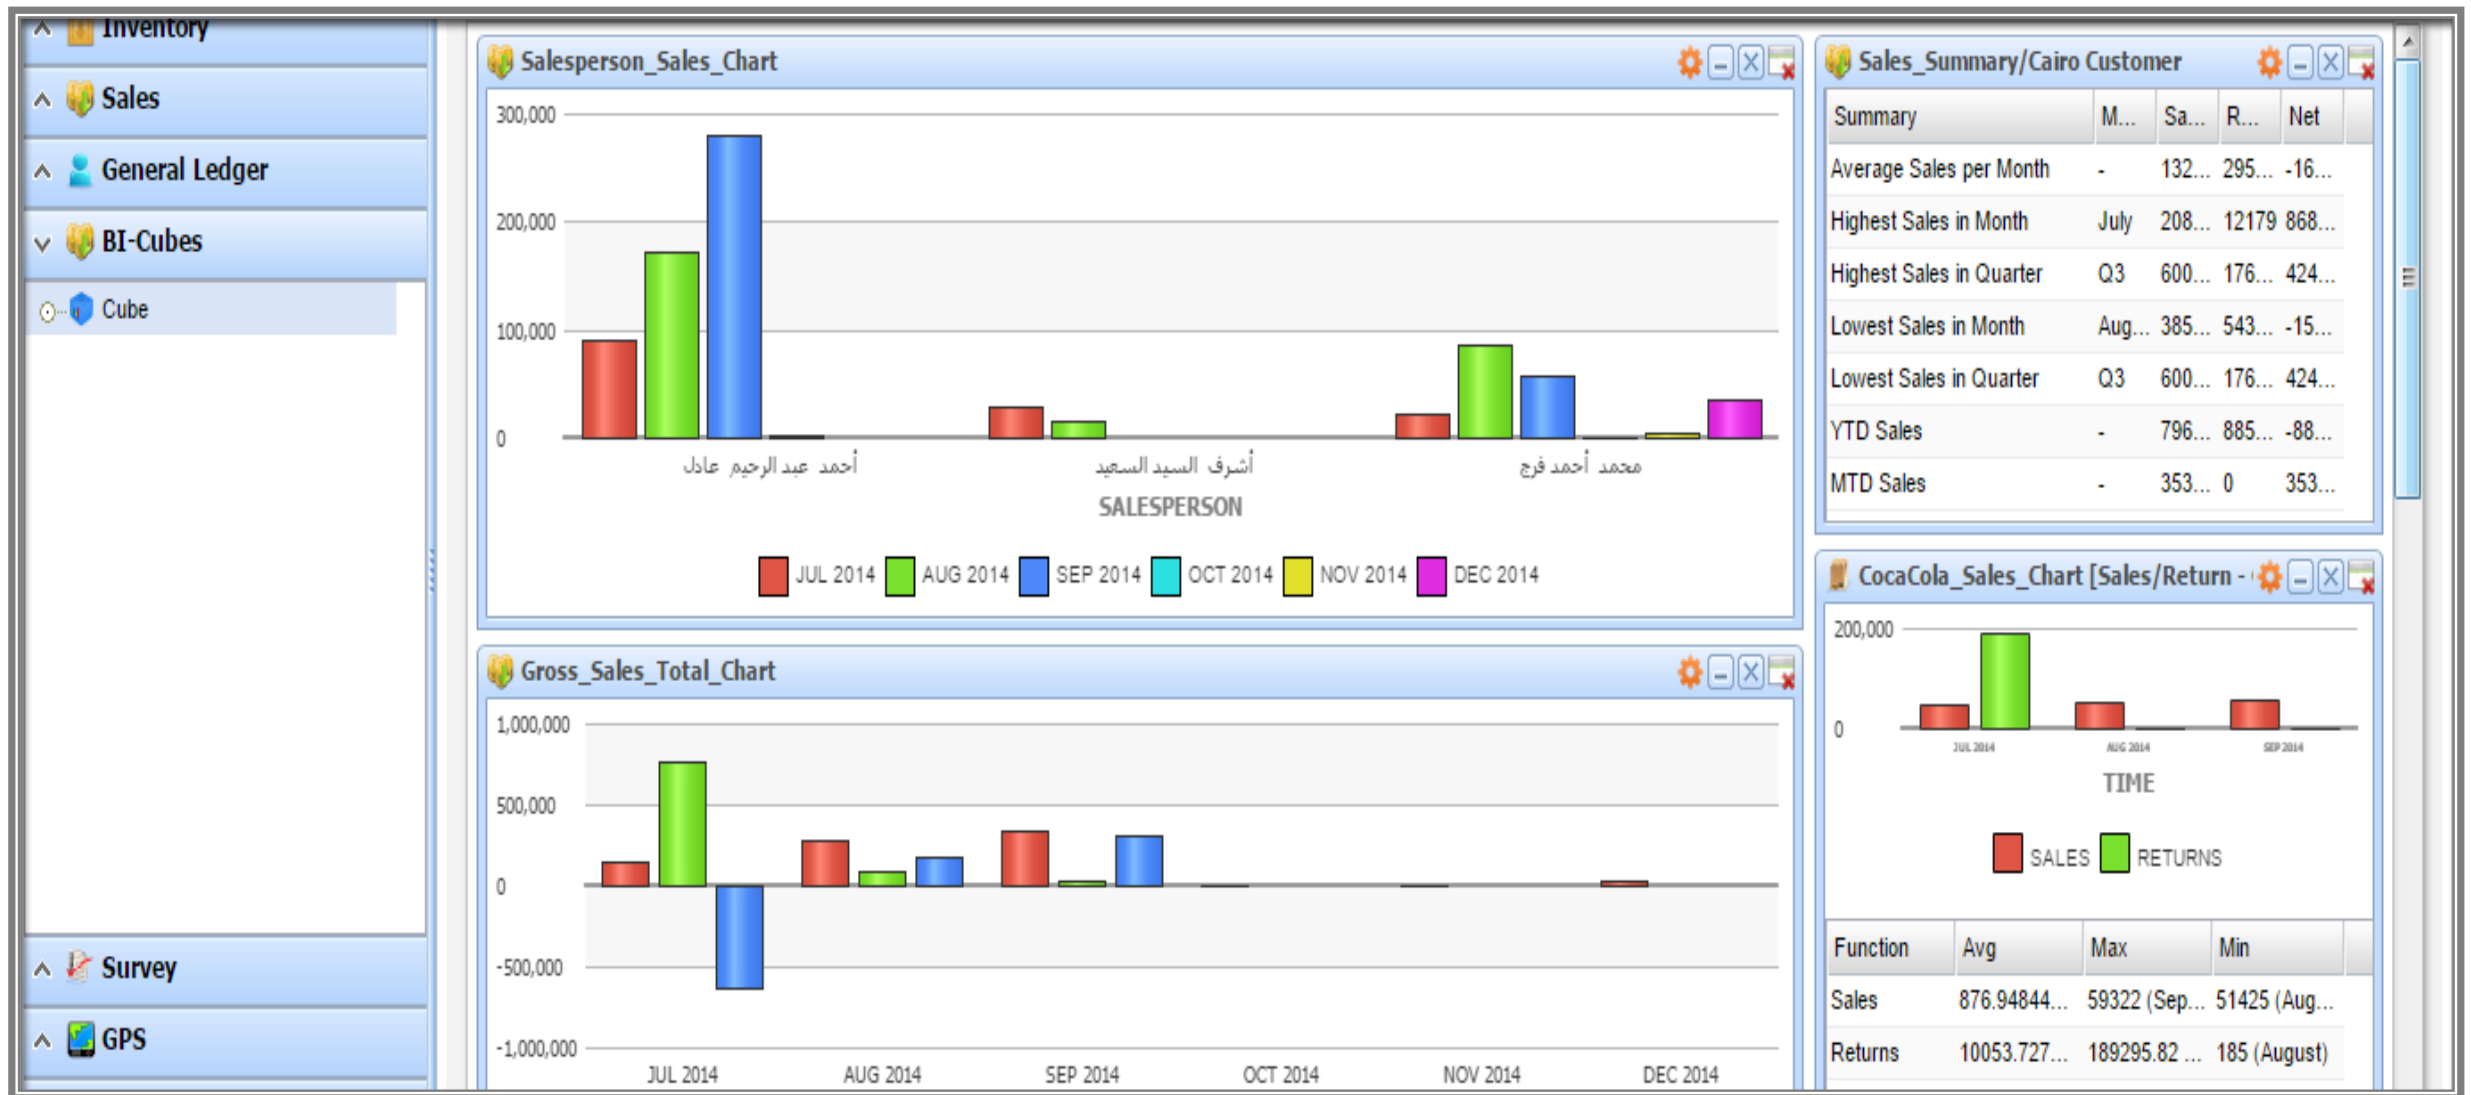 Inventory
Sales
General Ledger
BI-Cubes
Cube
Survey
GPS
Salesperson_Sales_Chart
300,000
200,000
100,000
0
أحمد عبد الرحيم عادل
أشرف السيد السعيد
محمد أحمد فرج
SALESPERSON
JUL 2014 AUG 2014 SEP 2014 OCT 2014 NOV 2014 DEC 2014
Gross_Sales_Total_Chart
1,000,000
500,000
0
-500,000
-1,000,000
JUL 2014 AUG 2014 SEP 2014 OCT 2014 NOV 2014 DEC 2014
Sales_Summary/Cairo Customer
Summary M... Sa... R... Net
Average Sales per Month - 132... 295... -16...
Highest Sales in Month July 208... 12179 868...
Highest Sales in Quarter Q3 600... 176... 424...
Lowest Sales in Month Aug... 385... 543... -15...
Lowest Sales in Quarter Q3 600... 176... 424...
YTD Sales - 796... 885... -88...
MTD Sales - 353... 0 353...
CocaCola_Sales_Chart [Sales/Return -
200,000
0
JUL 2014 AUG 2014 SEP 2014
TIME
SALES RETURNS
Function Avg Max Min
Sales 876.94844... 59322 (Sep... 51425 (Aug...
Returns 10053.727... 189295.82 ... 185 (August)